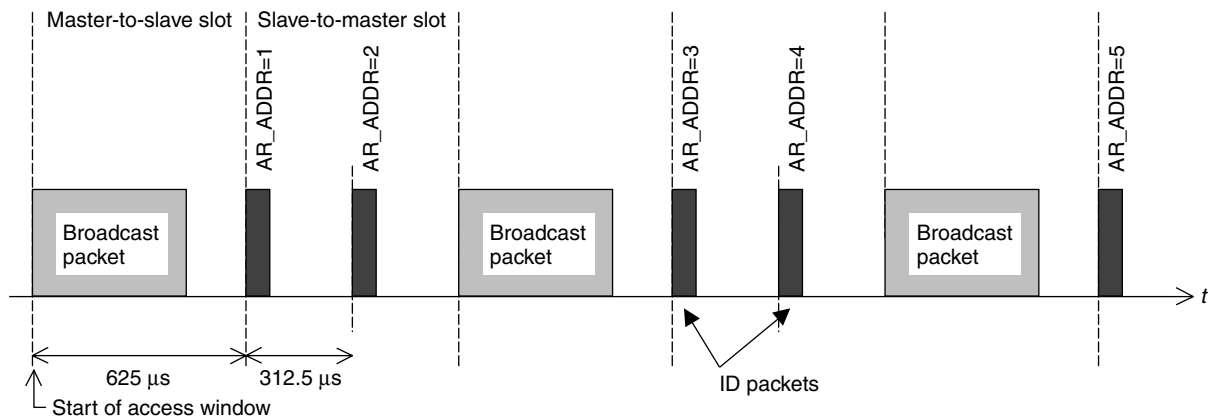 Master-to-slave slot
Slave-to-master slot
AR_ADDR=1
AR_ADDR=2
AR_ADDR=3
AR_ADDR=4
AR_ADDR=5
Broadcast
packet
Broadcast
packet
Broadcast
packet
t
625 μs
312.5 μs
ID packets
Start of access window